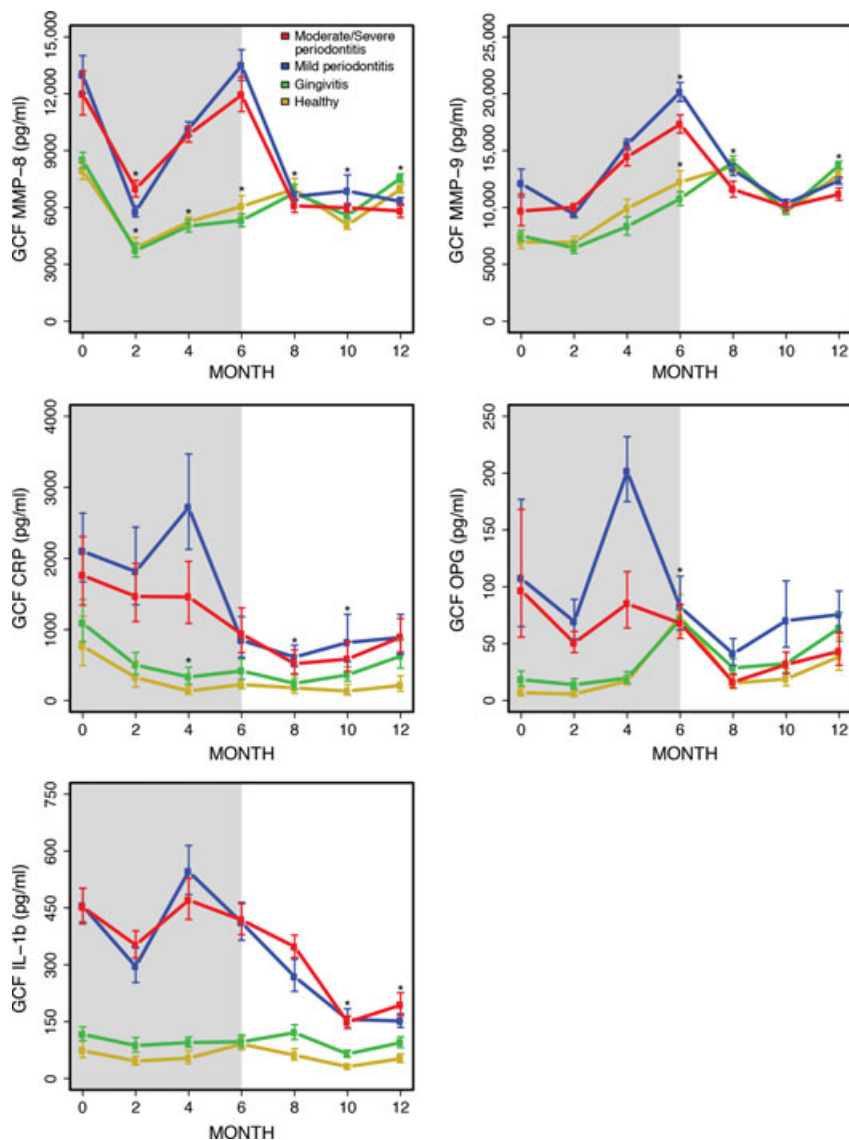 GCF MMP-8 (pg/ml)
15,000
12,000
9000
6000
3000
0
Moderate/Severe
periodontitis
Mild periodontitis
Gingivitis
Healthy
* * * * * * * *
0 2 4 6 8 10 12
MONTH
GCF MMP-9 (pg/ml)
25,000
20,000
15,000
10,000
5000
0
* * * *
0 2 4 6 8 10 12
MONTH
GCF CRP (pg/ml)
4000
3000
2000
1000
0
* * *
0 2 4 6 8 10 12
MONTH
GCF OPG (pg/ml)
250
200
150
100
50
0
*
0 2 4 6 8 10 12
MONTH
GCF IL-1b (pg/ml)
750
600
450
300
150
0
* *
0 2 4 6 8 10 12
MONTH